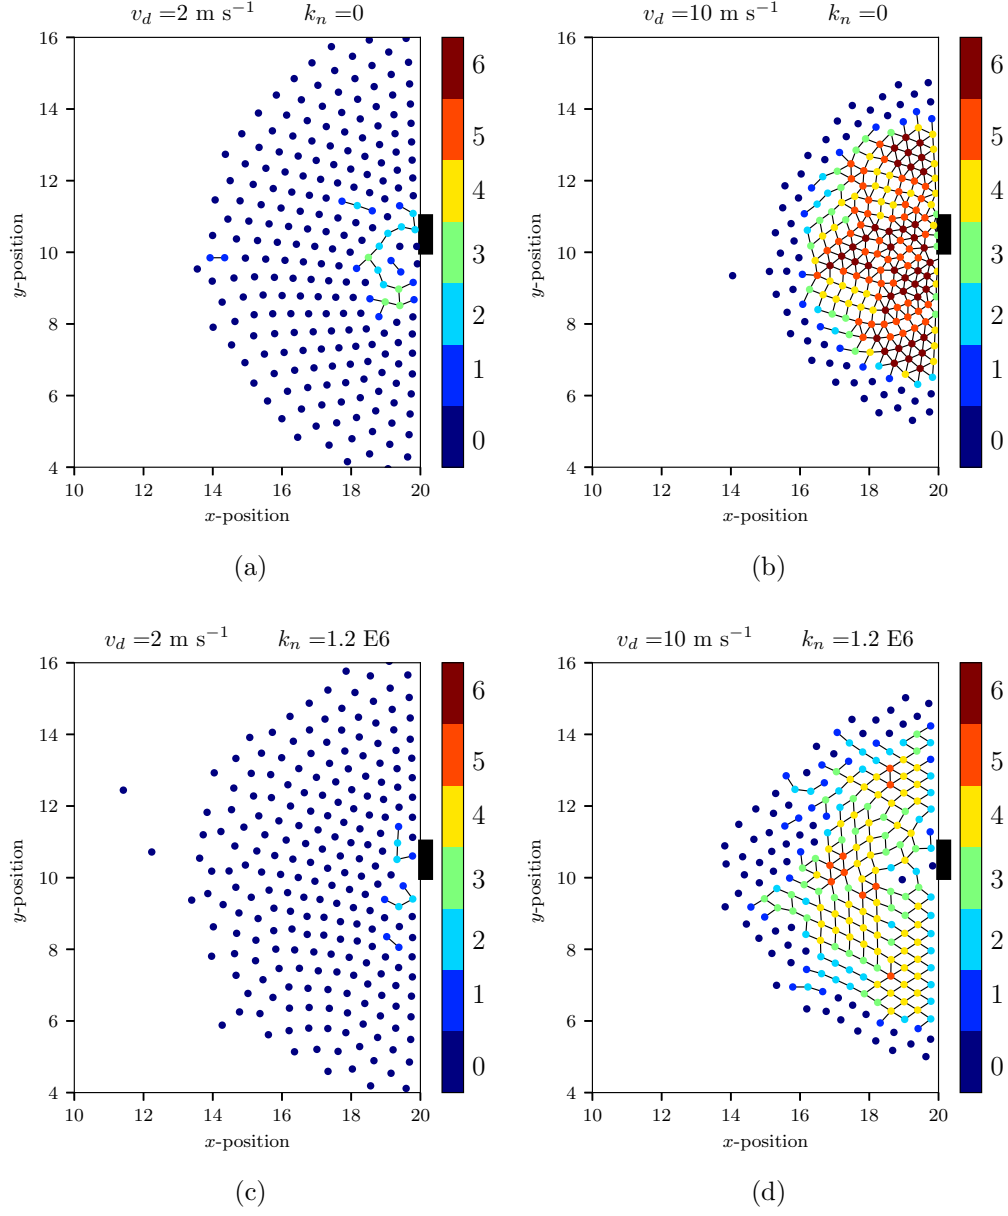 v_d =2 m s⁻¹ k_n =0
16
14
12
10
8
6
4
10 12 14 16 18 20
x-position
y-position
6
5
4
3
2
1
0
(a)
v_d =10 m s⁻¹ k_n =0
16
14
12
10
8
6
4
10 12 14 16 18 20
x-position
y-position
6
5
4
3
2
1
0
(b)
v_d =2 m s⁻¹ k_n =1.2 E6
16
14
12
10
8
6
4
10 12 14 16 18 20
x-position
y-position
6
5
4
3
2
1
0
(c)
v_d =10 m s⁻¹ k_n =1.2 E6
16
14
12
10
8
6
4
10 12 14 16 18 20
x-position
y-position
6
5
4
3
2
1
0
(d)